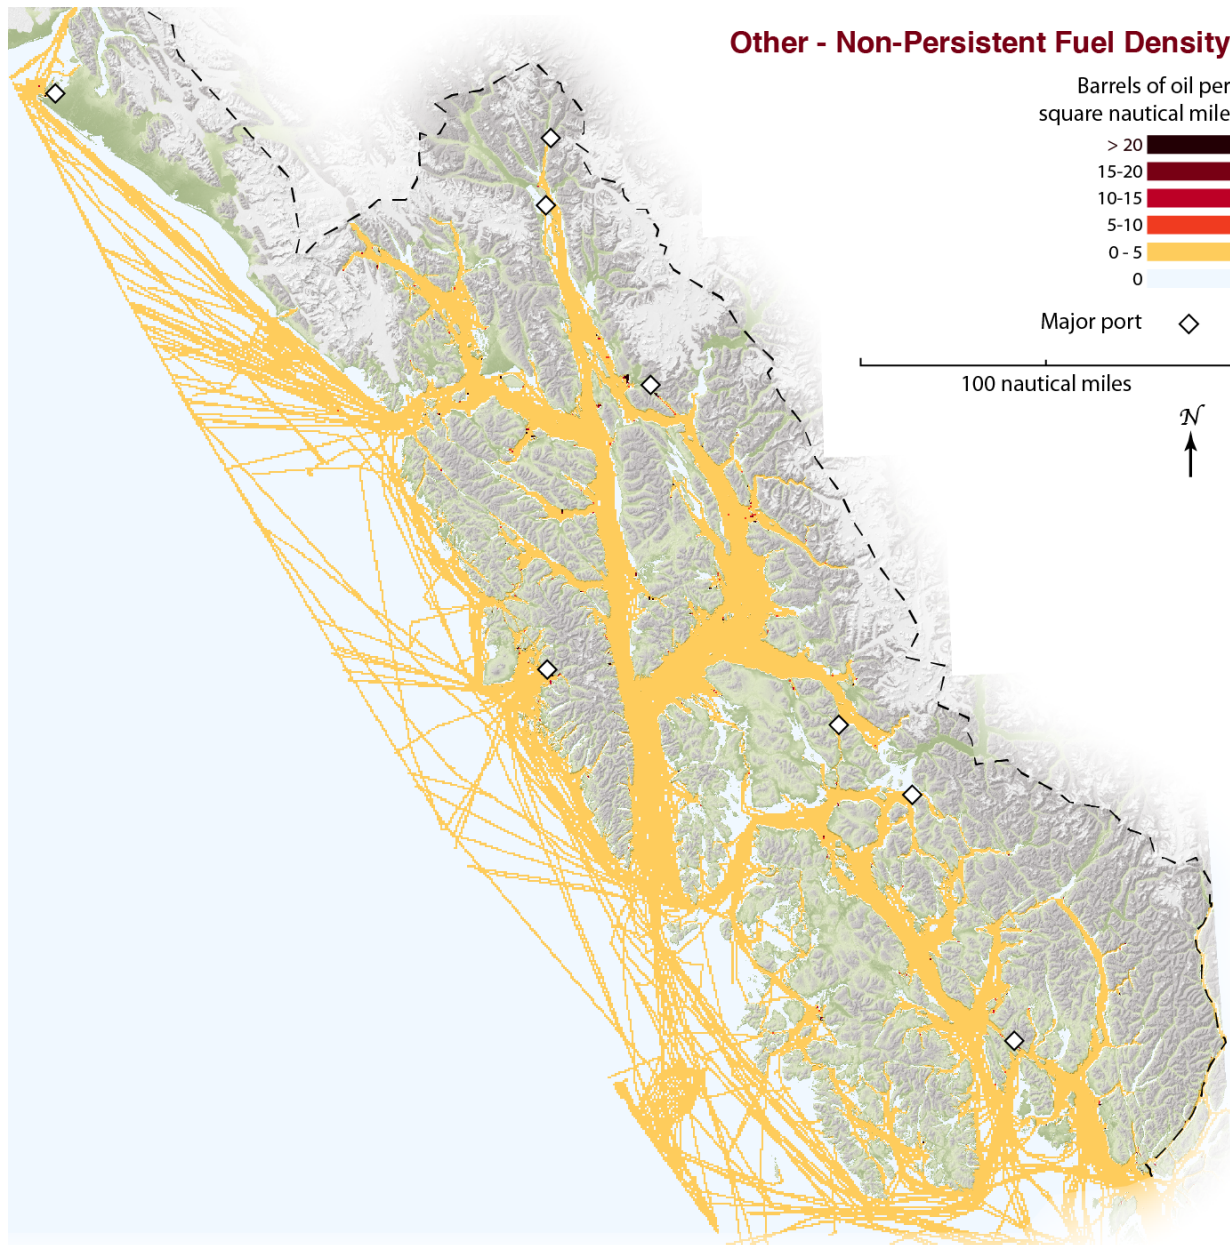 Other - Non-Persistent Fuel Density
Barrels of oil per
square nautical mile
> 20
15-20
10-15
5-10
0 - 5
0
Major port
100 nautical miles
N